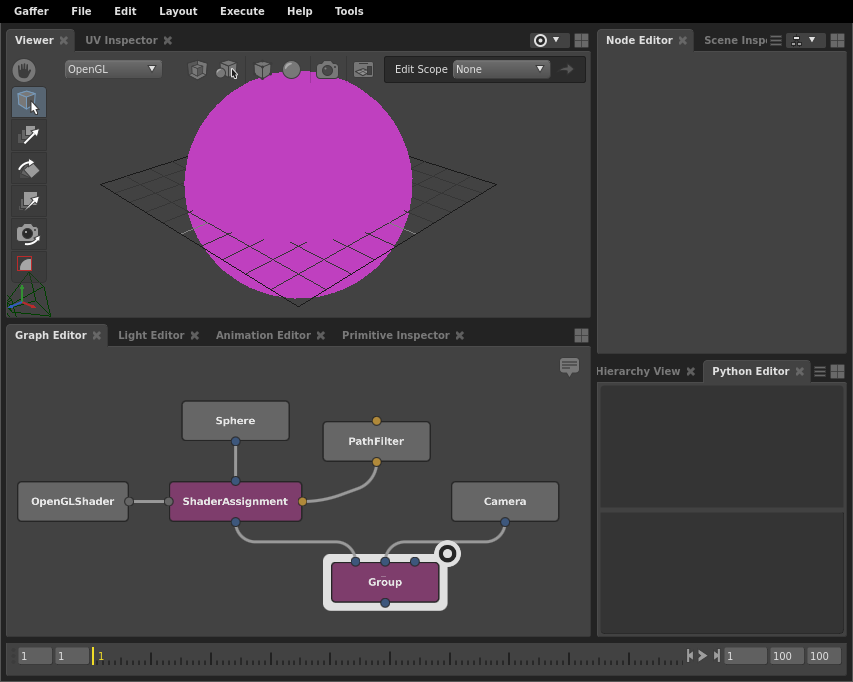 Gaffer File Edit Layout Execute Help Tools
Viewer UV Inspector
Node Editor Scene Insp
OpenGL
Edit Scope None
Graph Editor Light Editor Animation Editor Primitive Inspector
Hierarchy View Python Editor
Sphere
PathFilter
OpenGLShader ShaderAssignment Camera
Group
1 1 1 1 100 100